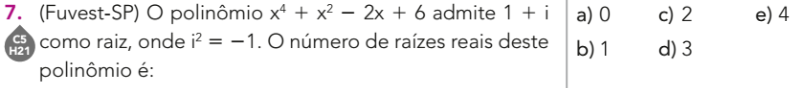 7. (Fuvest-SP) O polinômio x⁴ + x² − 2x + 6 admite 1 + i
C5
H21
como raiz, onde i² = −1. O número de raízes reais deste
polinômio é:
a) 0 c) 2 e) 4
b) 1 d) 3